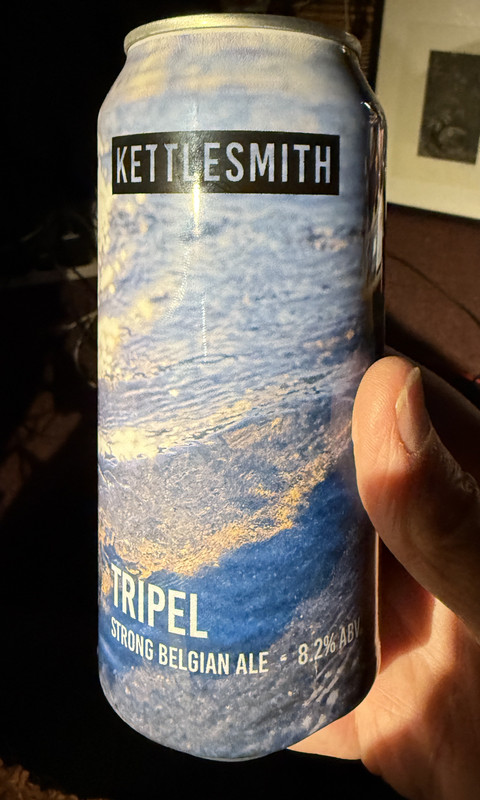 KETTLESMITH
TRIPEL
STRONG BELGIAN ALE - 8.2% ABV